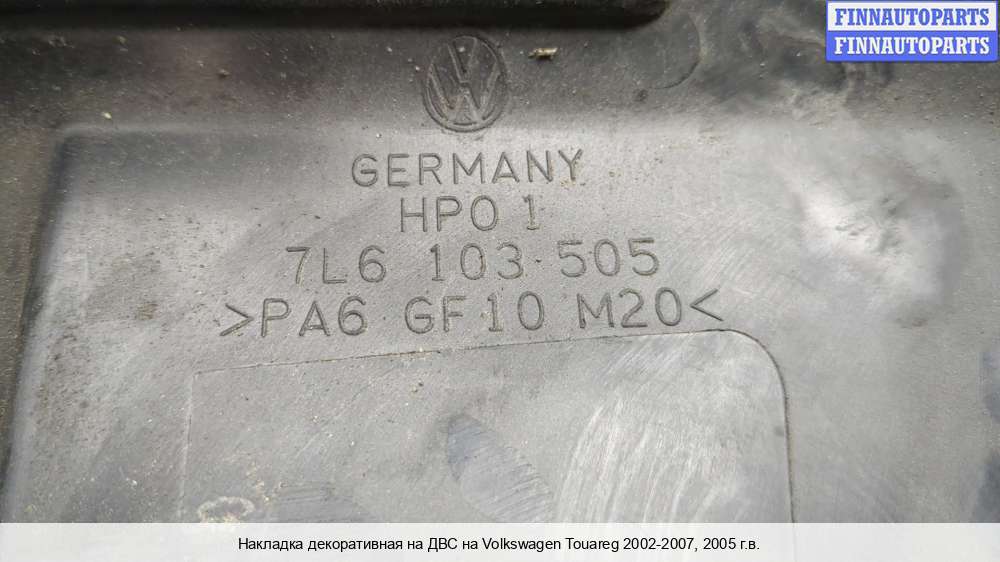 FINNAUTOPARTS
FINNAUTOPARTS
GERMANY
HPO 1
7L6 103 505
>PA6 GF10 M20<
Накладка декоративная на ДВС на Volkswagen Touareg 2002-2007, 2005 г.в.